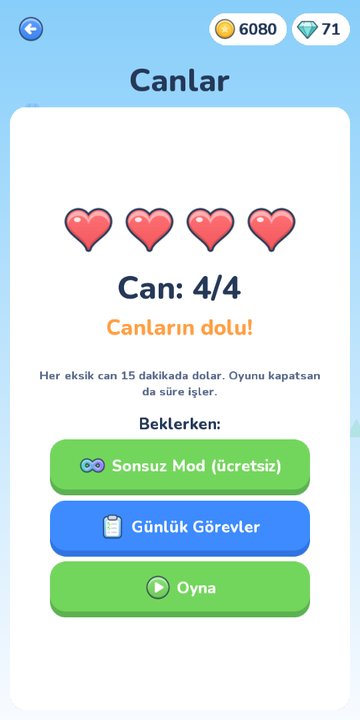 6080
71
Canlar
Can: 4/4
Canların dolu!
Her eksik can 15 dakikada dolar. Oyunu kapatsan
da süre işler.
Beklerken:
Sonsuz Mod (ücretsiz)
Günlük Görevler
Oyna